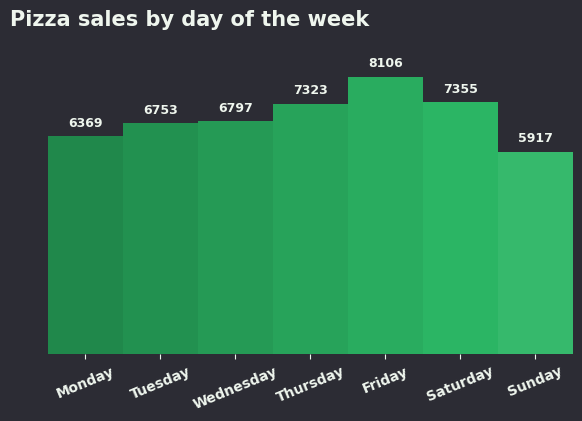 Pizza sales by day of the week
8106
7323
7355
6753
6797
6369
5917
Monday
Tuesday
Wednesday
Thursday
Friday
Saturday
Sunday